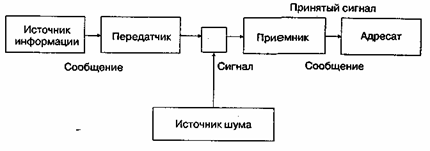 Принятый сигнал
Источник
информации
Передатчик
Приемник
Адресат
Сообщение
Сигнал
Сообщение
Источник шума